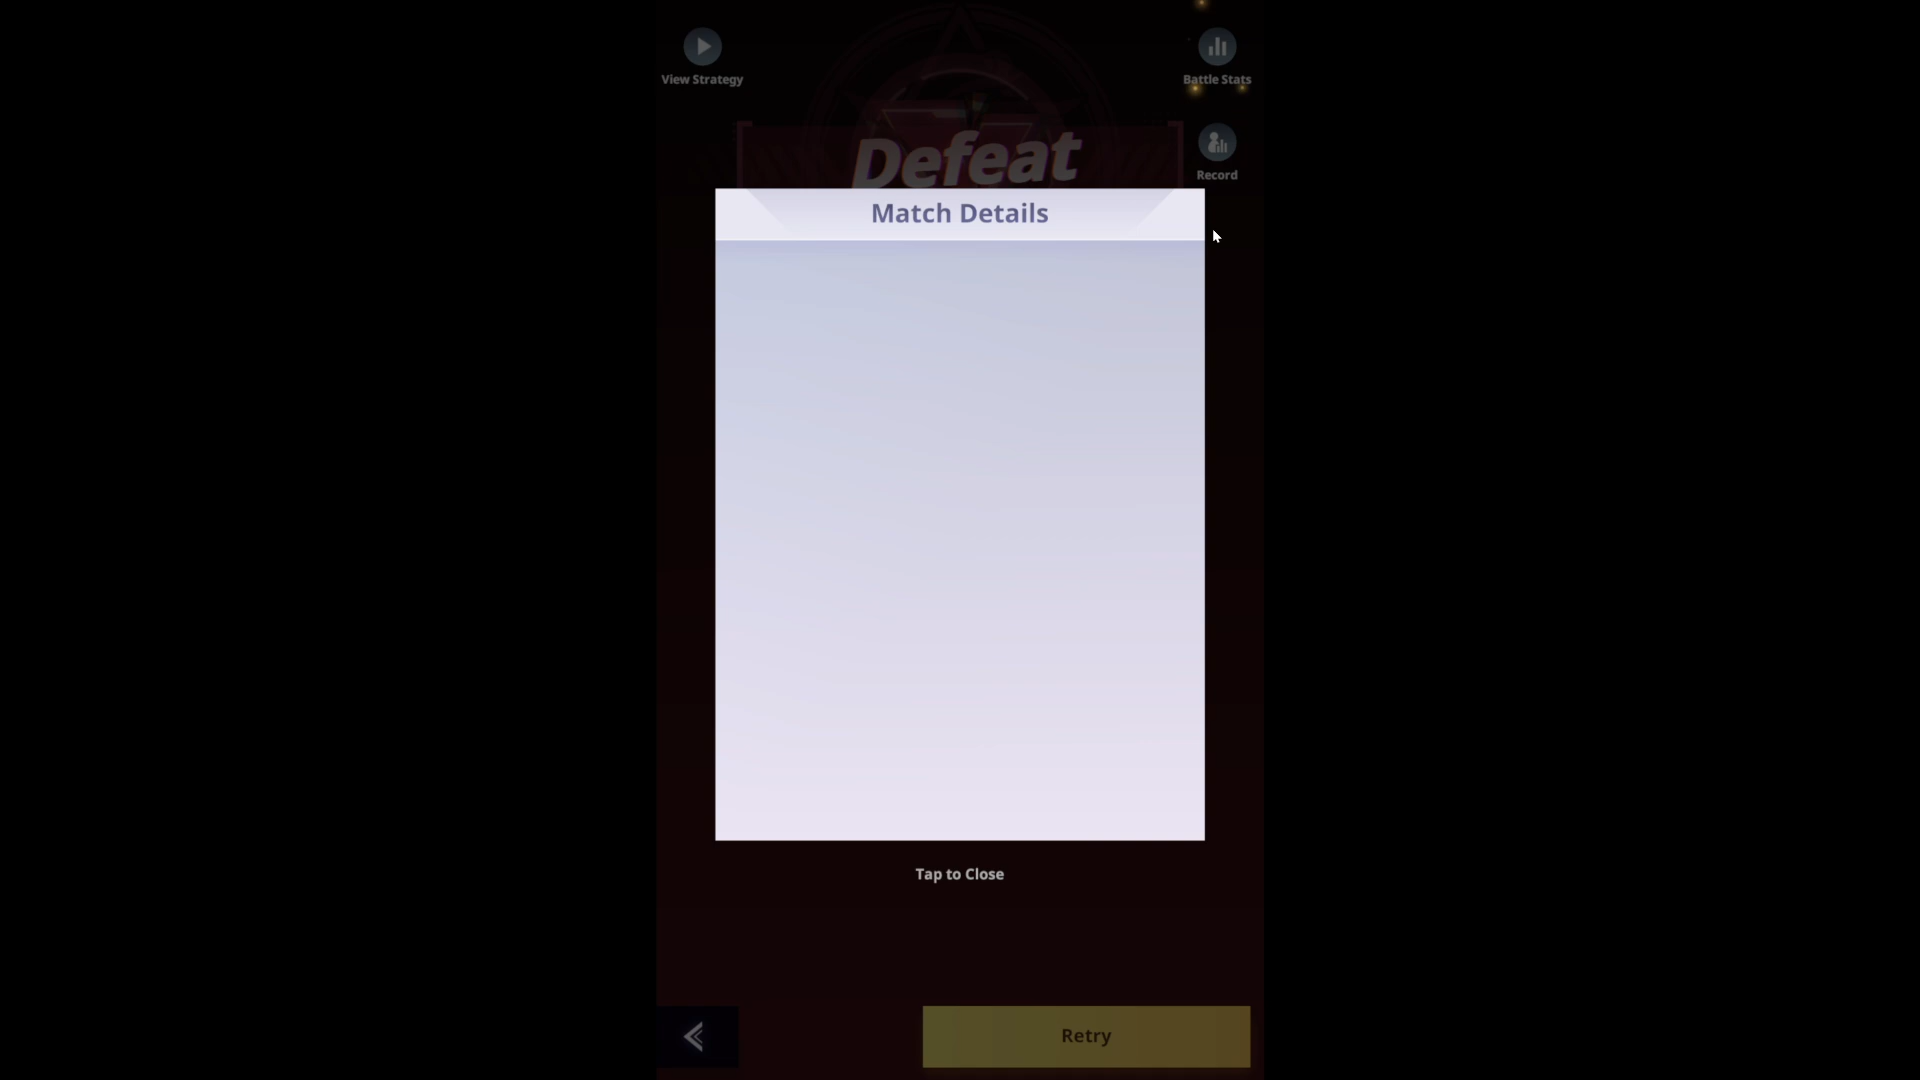 View Strategy
Battle Stats
Defeat
Record
Match Details
Tap to Close
Retry